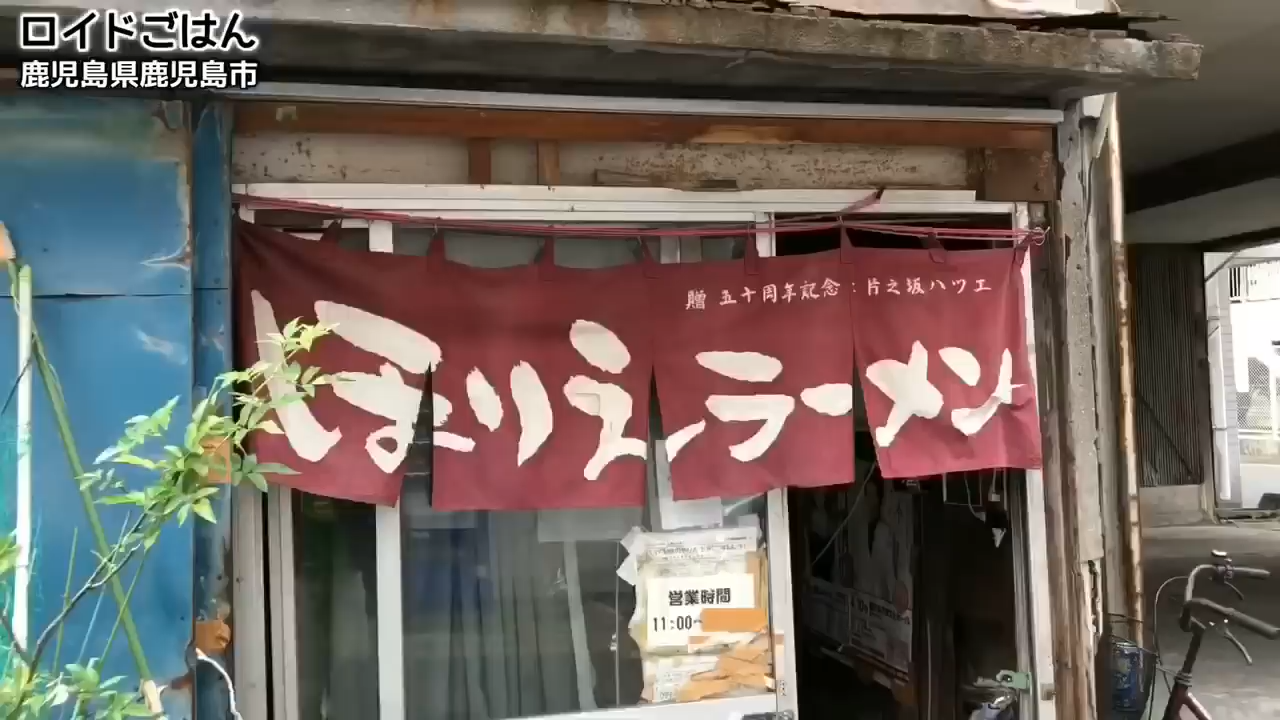 ロイドごはん
鹿児島県鹿児島市
贈 五十周年記念:片之坂ハツエ
ほりえラーメン
営業時間
11:00~